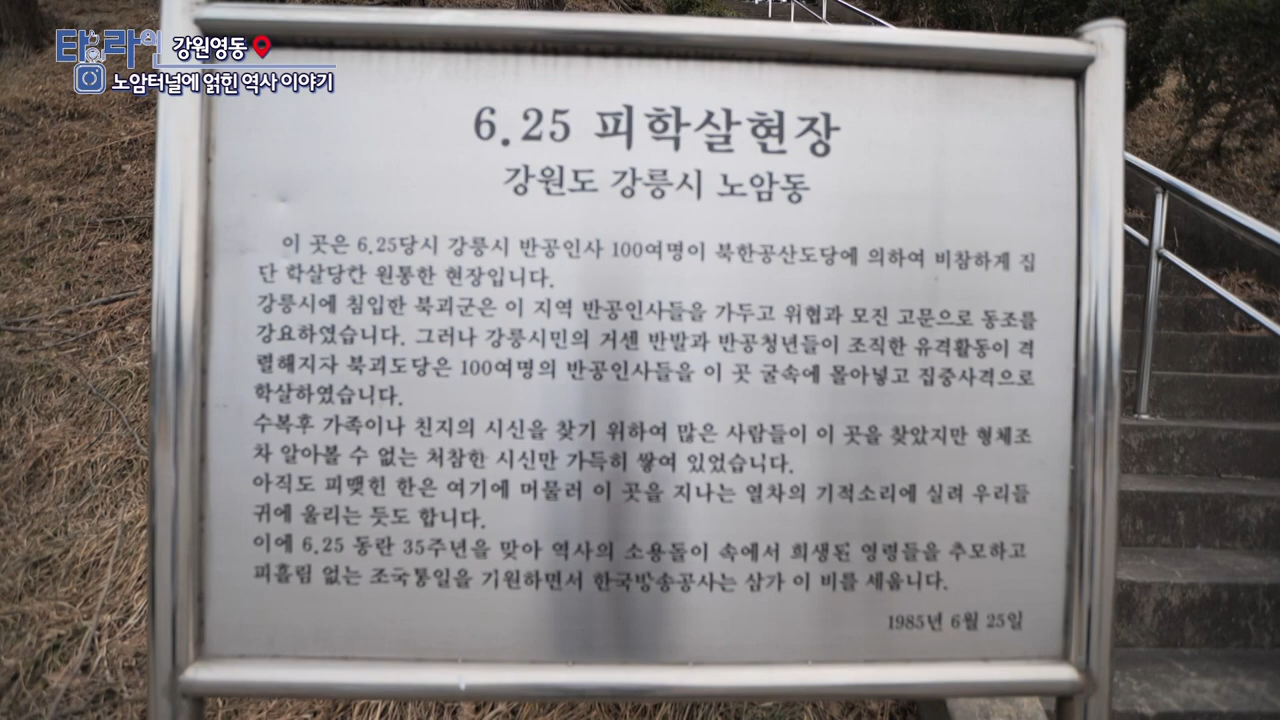 타임라인 강원영동
노암터널에 얽힌 역사 이야기
6.25 피학살현장
강원도 강릉시 노암동
이 곳은 6.25당시 강릉시 반공인사 100여명이 북한공산도당에 의하여 비참하게 집
단 학살당한 원통한 현장입니다.
강릉시에 침입한 북괴군은 이 지역 반공인사들을 가두고 위협과 모진 고문으로 동조를
강요하였습니다. 그러나 강릉시민의 거센 반발과 반공청년들이 조직한 유격활동이 격
렬해지자 북괴도당은 100여명의 반공인사들을 이 곳 굴속에 몰아넣고 집중사격으로
학살하였습니다.
수복후 가족이나 친지의 시신을 찾기 위하여 많은 사람들이 이 곳을 찾았지만 형체조
차 알아볼 수 없는 처참한 시신만 가득히 쌓여 있었습니다.
아직도 피맺힌 한은 여기에 머물러 이 곳을 지나는 열차의 기적소리에 실려 우리들
귀에 울리는 듯도 합니다.
이에 6.25 동란 35주년을 맞아 역사의 소용돌이 속에서 희생된 영령들을 추모하고
피흘림 없는 조국통일을 기원하면서 한국방송공사는 삼가 이 비를 세웁니다.
1985년 6월 25일